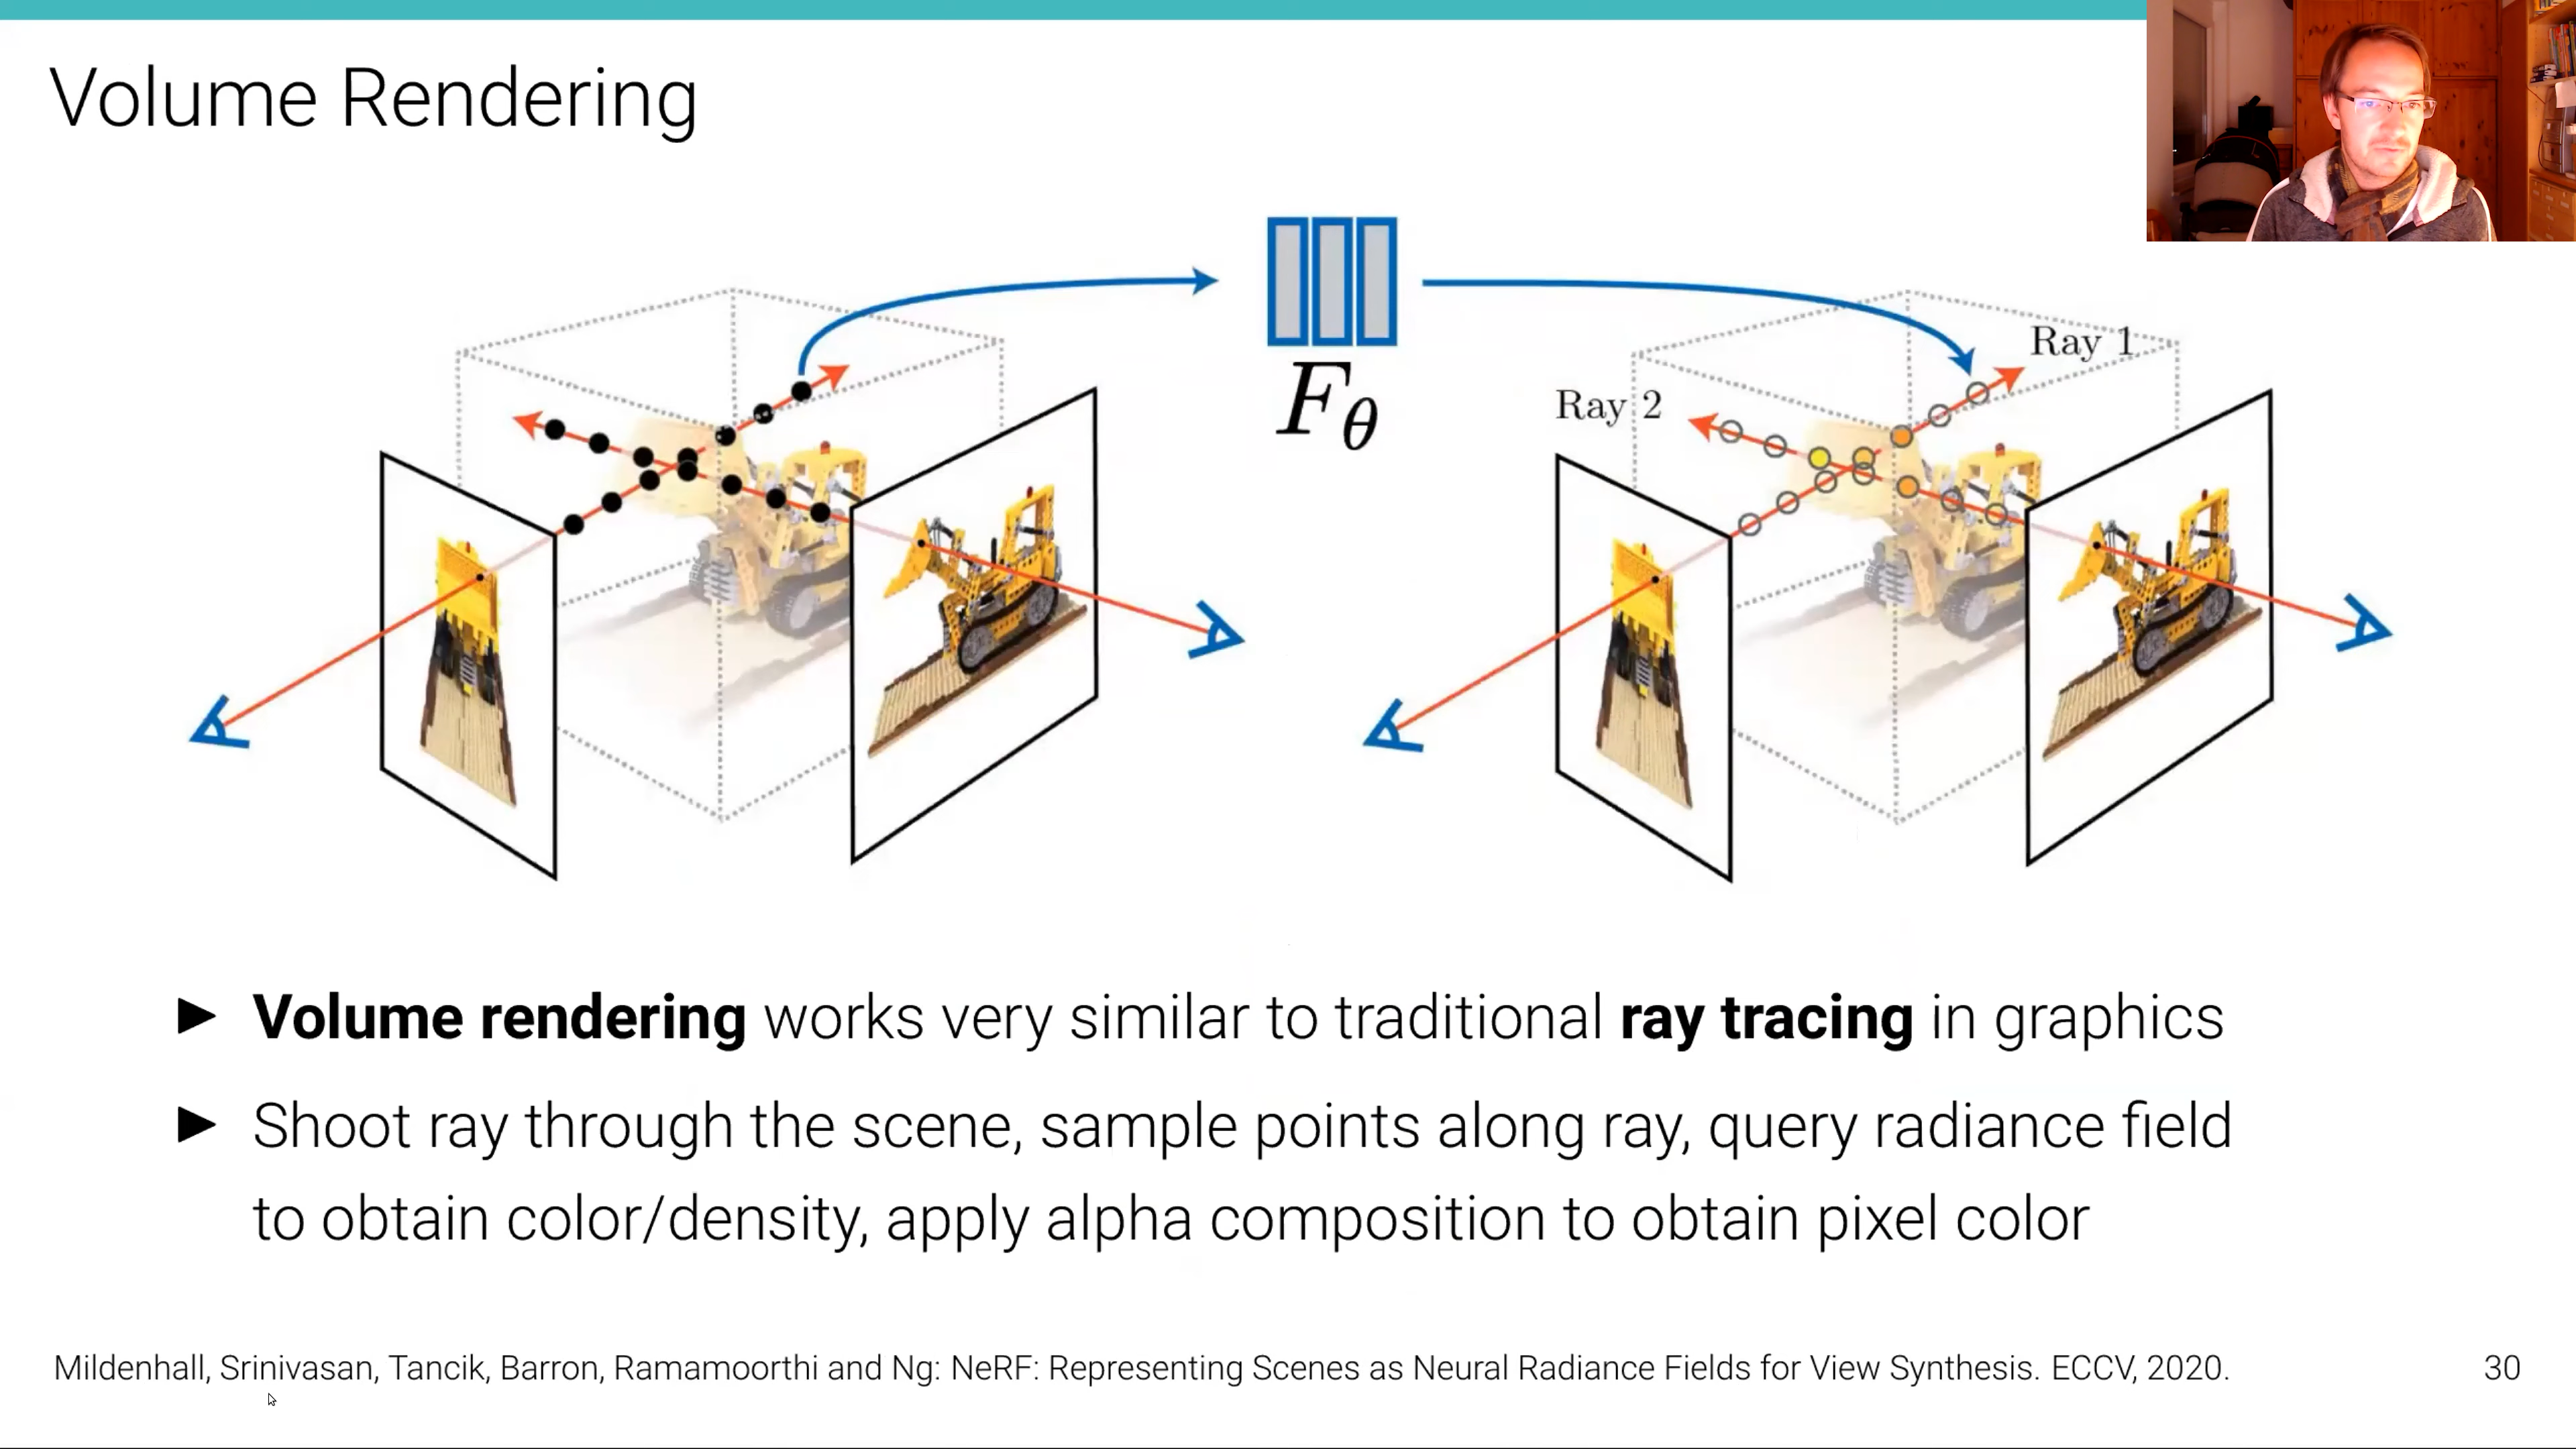 Volume Rendering
F_θ
Ray 1
Ray 2
► Volume rendering works very similar to traditional ray tracing in graphics
► Shoot ray through the scene, sample points along ray, query radiance field
to obtain color/density, apply alpha composition to obtain pixel color
Mildenhall, Srinivasan, Tancik, Barron, Ramamoorthi and Ng: NeRF: Representing Scenes as Neural Radiance Fields for View Synthesis. ECCV, 2020.
30